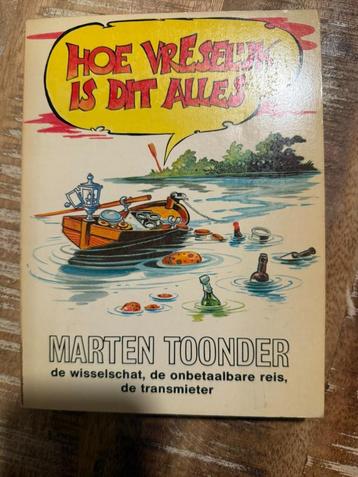 HOE VRESELIJK
IS DIT ALLES
MARTEN TOONDER
de wisselschat, de onbetaalbare reis,
de transmieter